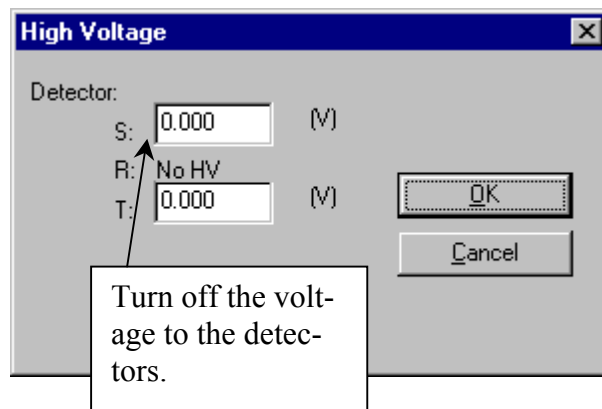 High Voltage
Detector:
S: 0.000 (V)
R: No HV
T: 0.000 (V)
OK
Cancel
Turn off the volt-
age to the detec-
tors.